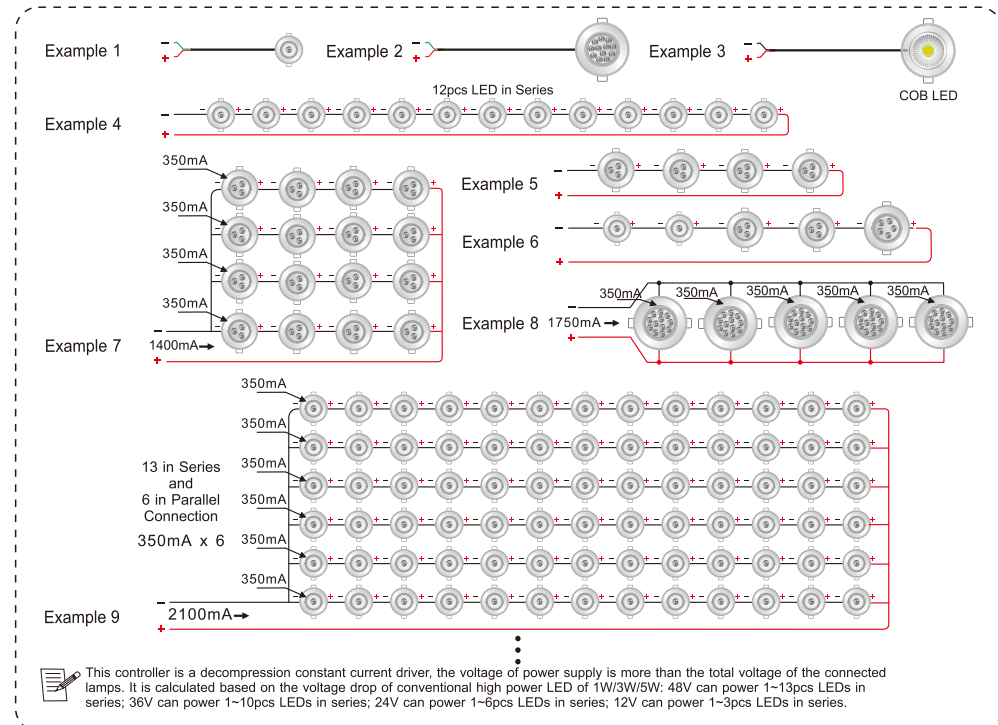 Example 1
Example 2
Example 3
COB LED
12pcs LED in Series
Example 4
350mA
350mA
350mA
350mA
Example 7
1400mA
Example 5
Example 6
350mA
350mA
350mA
350mA
350mA
Example 8
1750mA
350mA
350mA
350mA
350mA
350mA
350mA
13 in Series
and
6 in Parallel
Connection
350mA x 6
Example 9
2100mA
This controller is a decompression constant current driver, the voltage of power supply is more than the total voltage of the connected
lamps. It is calculated based on the voltage drop of conventional high power LED of 1W/3W/5W: 48V can power 1~13pcs LEDs in
series; 36V can power 1~10pcs LEDs in series; 24V can power 1~6pcs LEDs in series; 12V can power 1~3pcs LEDs in series.